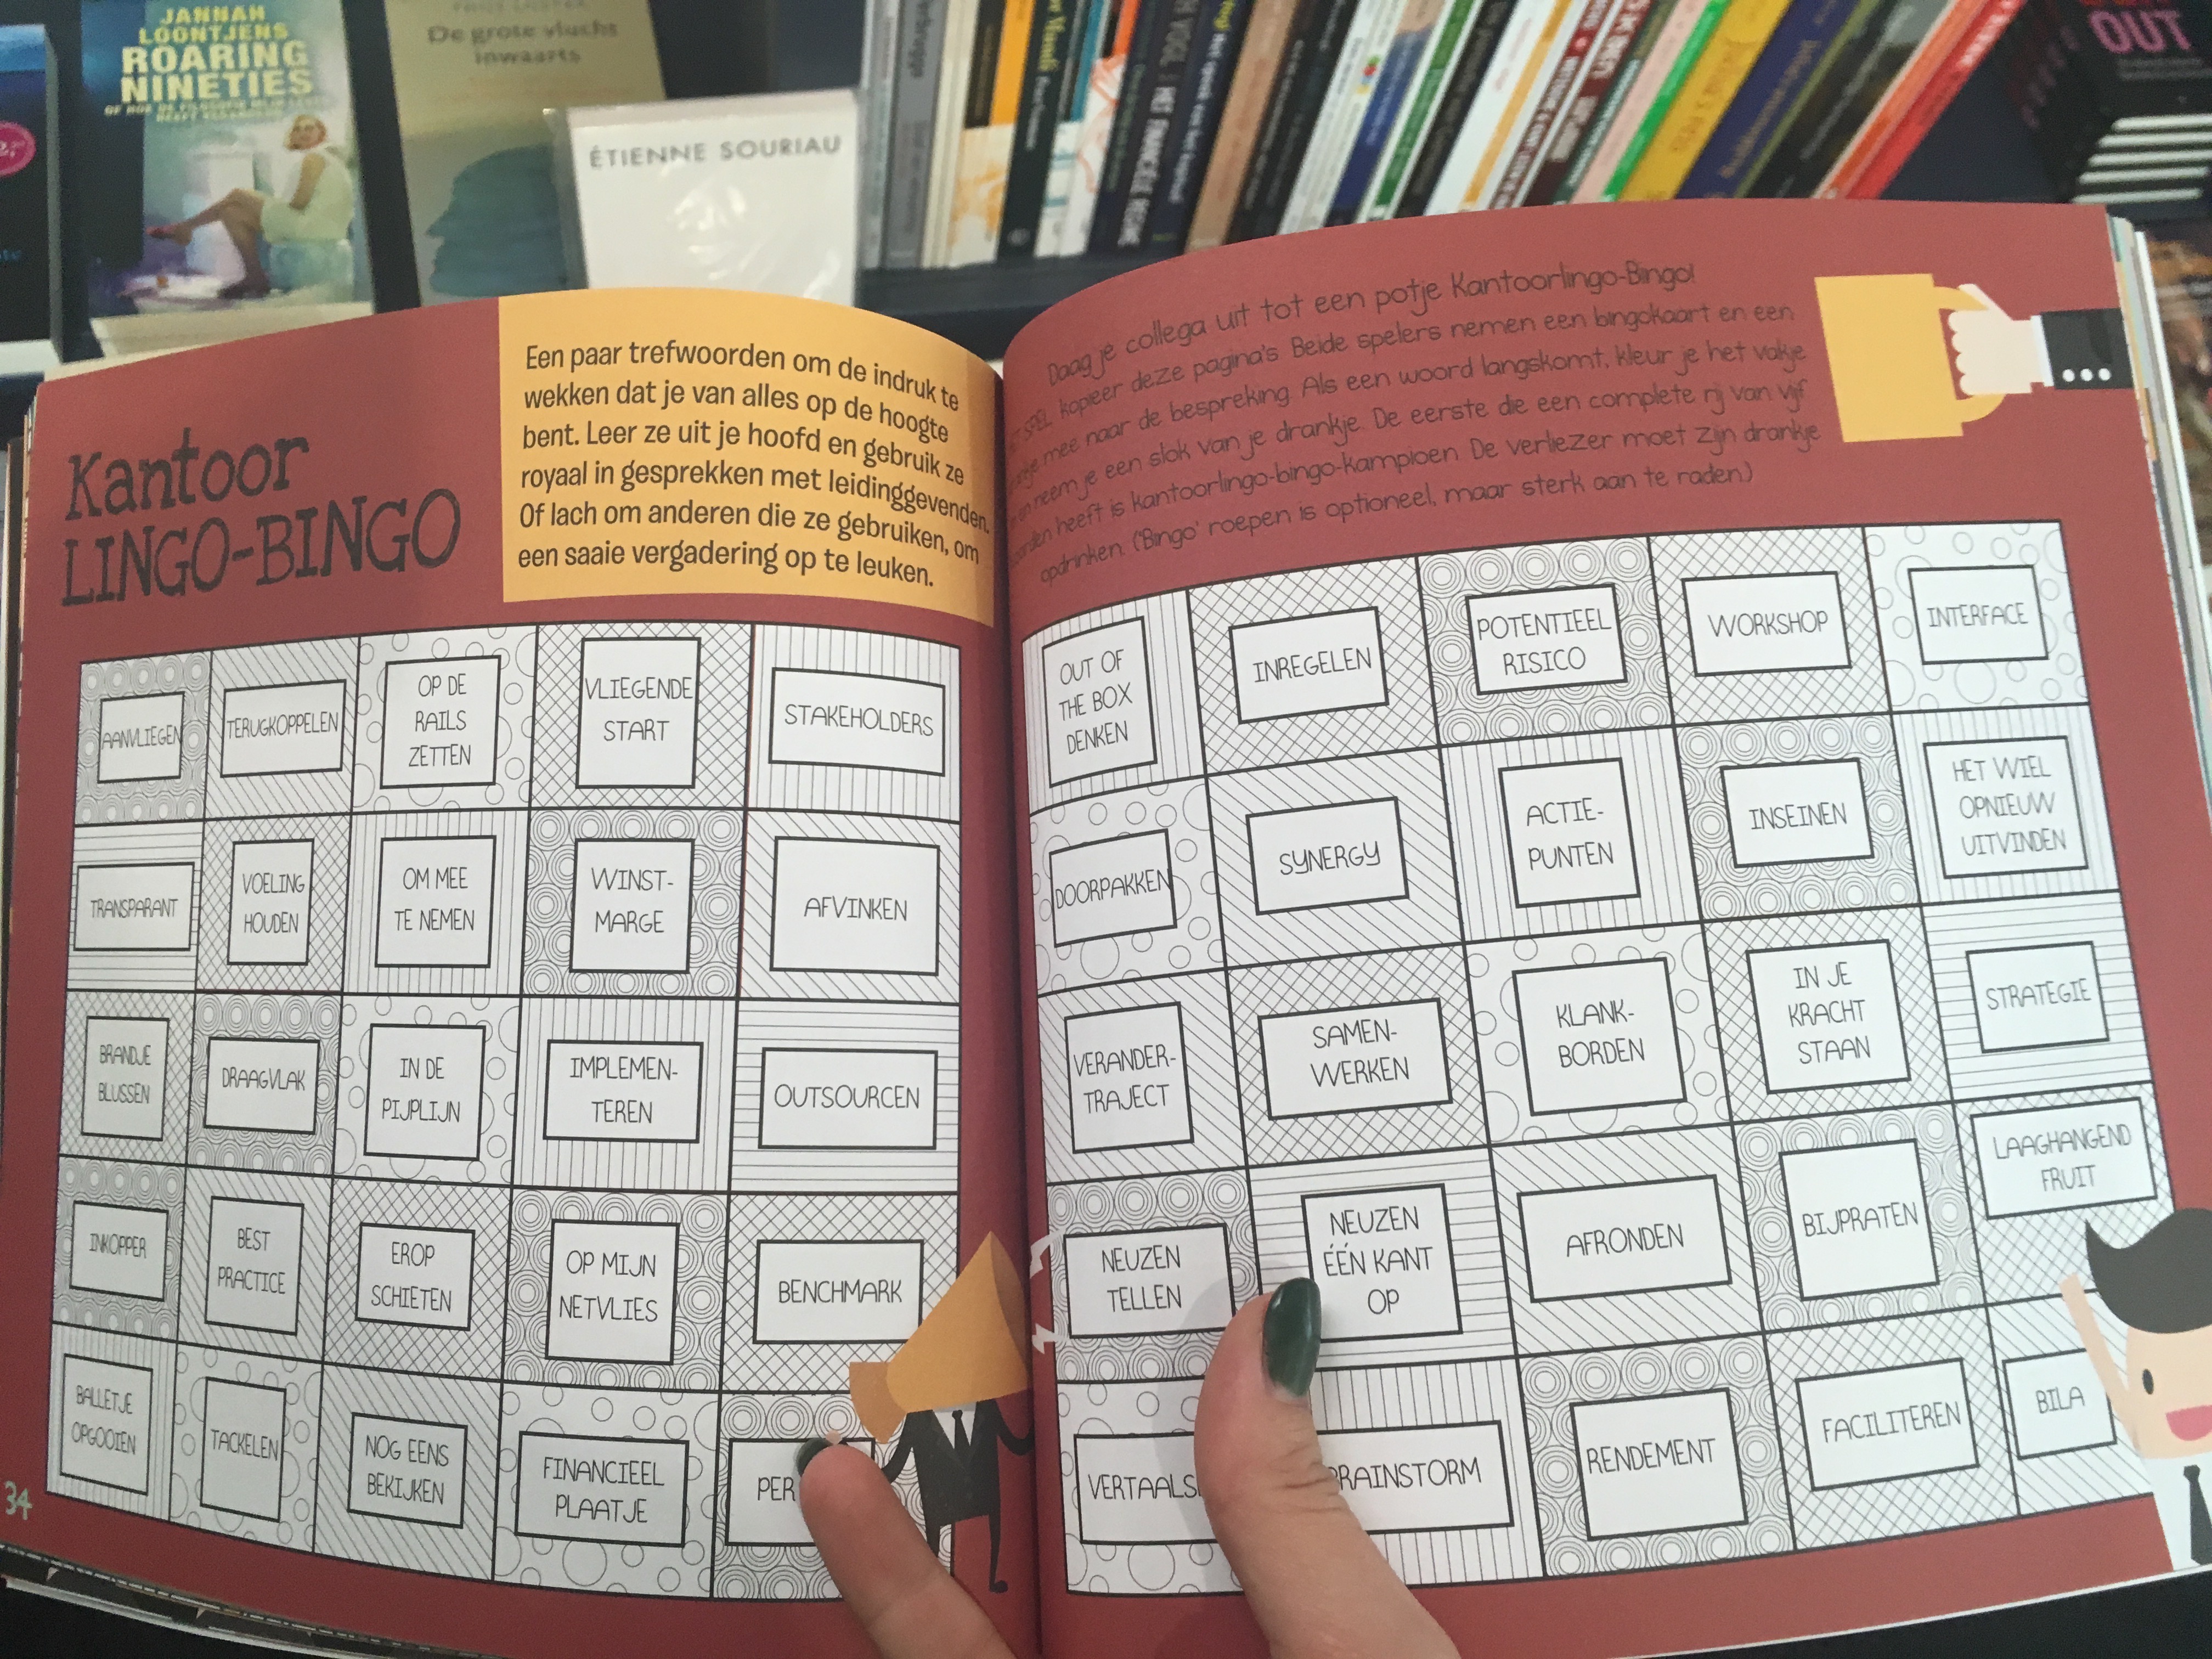 JANNAH
LOONTJENS
ROARING
NINETIES
De grote vlucht
inwaarts
ÉTIENNE SOURIAU
OUT
Kantoor
LINGO-BINGO
Een paar trefwoorden om de indruk te
wekken dat je van alles op de hoogte
bent. Leer ze uit je hoofd en gebruik ze
royaal in gesprekken met leidinggevenden.
Of lach om anderen die ze gebruiken, om
een saaie vergadering op te leuken.
AANVLIEGEN
TERUGKOPPELEN
OP DE
RAILS
ZETTEN
VLIEGENDE
START
STAKEHOLDERS
TRANSPARANT
VOELING
HOUDEN
OM MEE
TE NEMEN
WINST-
MARGE
AFVINKEN
BRANDJE
BLUSSEN
DRAAGVLAK
IN DE
PIJPLIJN
IMPLEMEN-
TEREN
OUTSOURCEN
INKOPPER
BEST
PRACTICE
EROP
SCHIETEN
OP MIJN
NETVLIES
BENCHMARK
BALLETJE
OPGOOIEN
TACKELEN
NOG EENS
BEKIJKEN
FINANCIEEL
PLAATJE
PER
34
Daag je collega uit tot een potje Kantoorlingo-Bingo!
SPEL: kopieer deze pagina's. Beide spelers nemen een bingokaart en een
mee naar de bespreking. Als een woord langskomt, kleur je het vakje
en neem je een slok van je drankje. De eerste die een complete rij van vijf
heeft is kantoorlingo-bingo-kampioen. De verliezer moet zijn drankje
opdrinken. ('Bingo' roepen is optioneel, maar sterk aan te raden.)
OUT OF
THE BOX
DENKEN
INREGELEN
POTENTIEEL
RISICO
WORKSHOP
INTERFACE
DOORPAKKEN
SYNERGY
ACTIE-
PUNTEN
INSEINEN
HET WIEL
OPNIEUW
UITVINDEN
VERANDER-
TRAJECT
SAMEN-
WERKEN
KLANK-
BORDEN
IN JE
KRACHT
STAAN
STRATEGIE
NEUZEN
TELLEN
NEUZEN
ÉÉN KANT
OP
AFRONDEN
BIJPRATEN
LAAGHANGEND
FRUIT
VERTAALS
BRAINSTORM
RENDEMENT
FACILITEREN
BILA